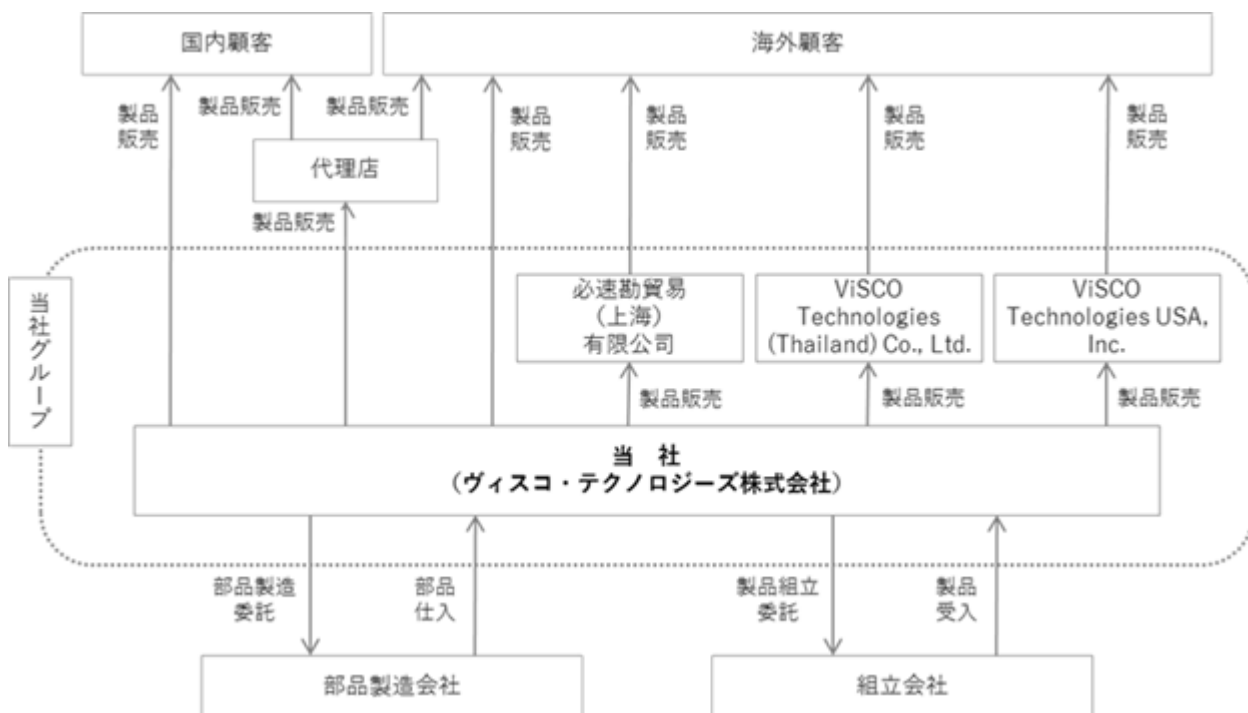 国内顧客
海外顧客
製品
販売
製品販売
製品販売
製品
販売
製品
販売
製品
販売
製品
販売
代理店
製品販売
当社グループ
必速勘貿易
（上海）
有限公司
ViSCO
Technologies
(Thailand) Co., Ltd.
ViSCO
Technologies USA,
Inc.
製品販売
製品販売
製品販売
当　社
（ヴィスコ・テクノロジーズ株式会社）
部品製造
委託
部品
仕入
製品組立
委託
製品
受入
部品製造会社
組立会社